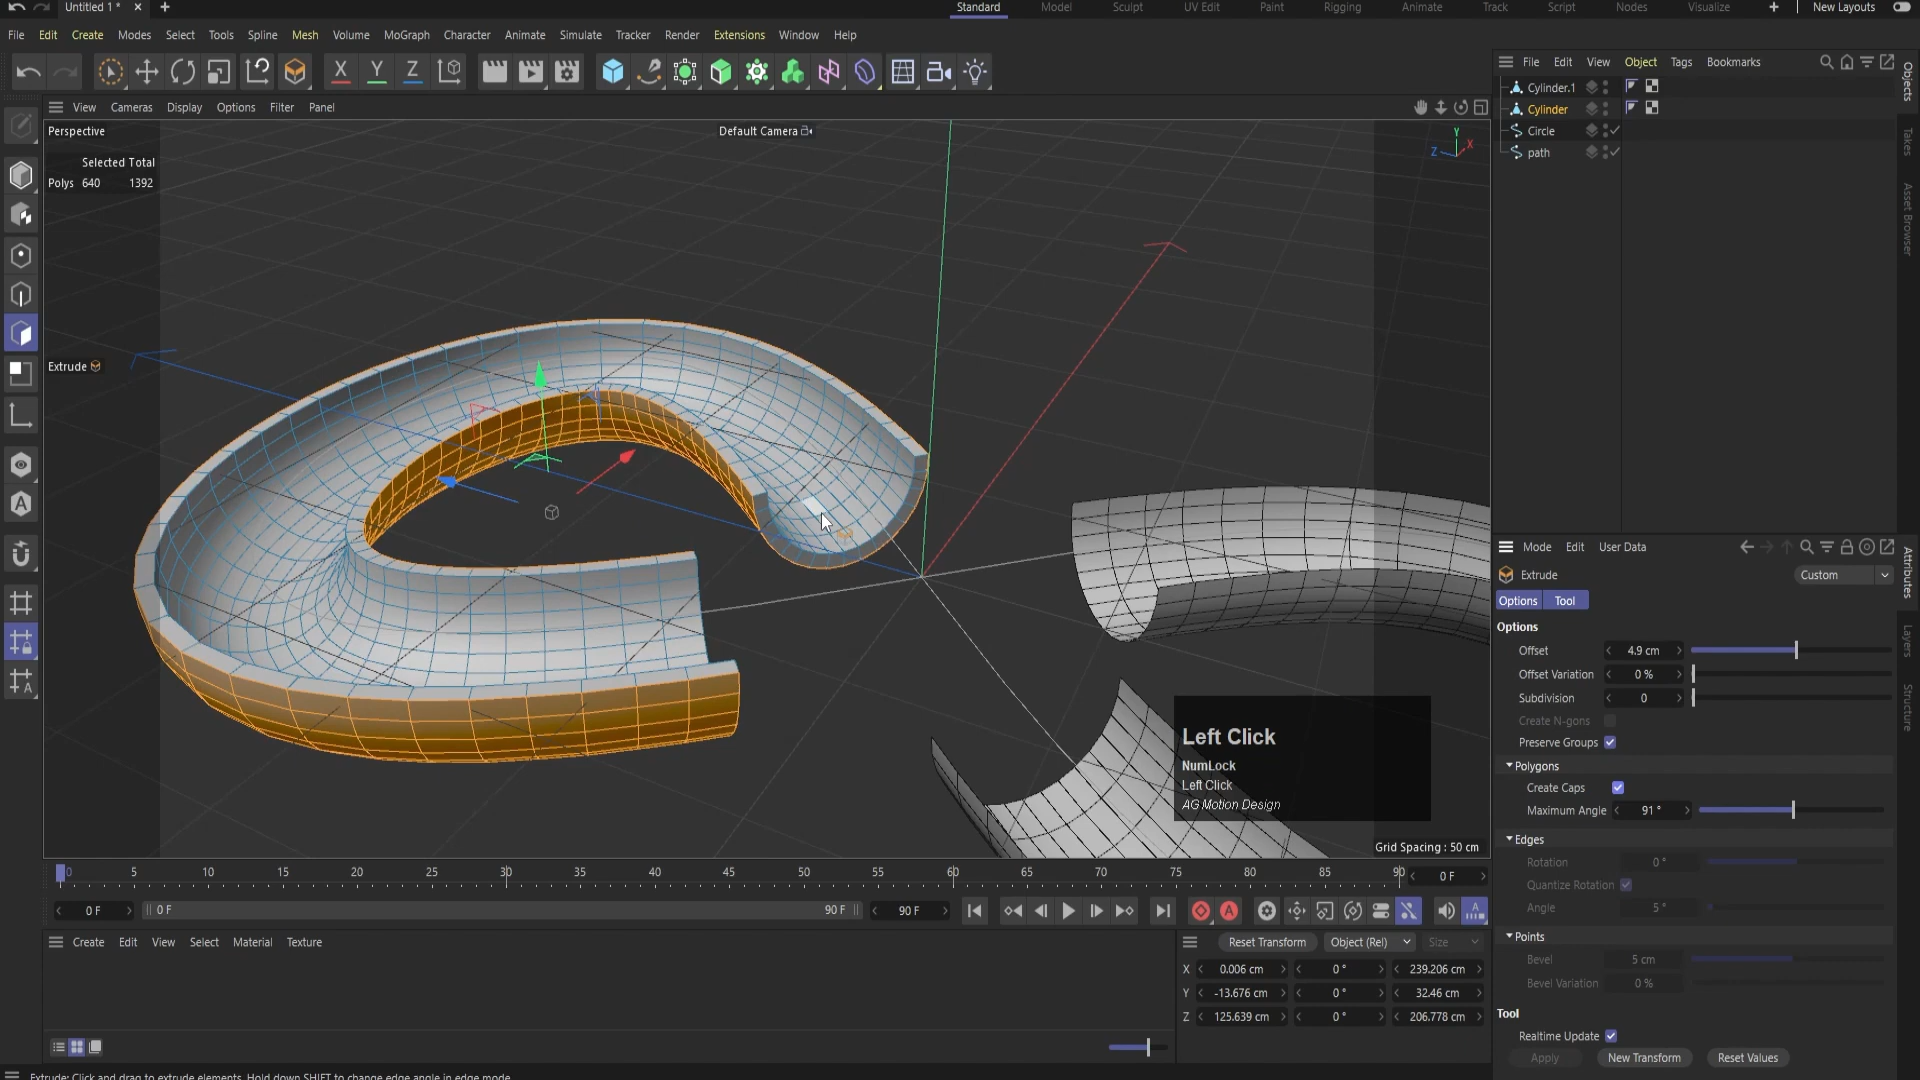 Untitled 1 *
Standard Model Sculpt UV Edit Paint Rigging Animate Track Script Nodes Visualize New Layouts
File Edit Create Modes Select Tools Spline Mesh Volume MoGraph Character Animate Simulate Tracker Render Extensions Window Help
X Y Z
File Edit View Object Tags Bookmarks
Cylinder.1
Cylinder
Circle
path
Objects
Takes
Asset Browser
View Cameras Display Options Filter Panel
Perspective
Default Camera
Y
Z X
Selected Total
Polys 640 1392
Extrude
Left Click
NumLock
Left Click
AG Motion Design
Grid Spacing : 50 cm
Mode Edit User Data
Extrude
Custom
Options Tool
Options
Offset 4.9 cm
Offset Variation 0 %
Subdivision 0
Create N-gons
Preserve Groups
Polygons
Create Caps
Maximum Angle 91 °
Edges
Rotation 0 °
Quantize Rotation
Angle 5 °
Points
Bevel 5 cm
Bevel Variation 0 %
Tool
Realtime Update
Apply New Transform Reset Values
Attributes
Layers
Structure
0 5 10 15 20 25 30 35 40 45 50 55 60 65 70 75 80 85 90 0 F
0 F 0 F 90 F 90 F
Create Edit View Select Material Texture
Reset Transform Object (Rel) Size
X 0.006 cm 0 ° 239.206 cm
Y -13.676 cm 0 ° 32.46 cm
Z 125.639 cm 0 ° 206.778 cm
Extrude: Click and drag to extrude elements. Hold down SHIFT to change edge angle in edge mode.